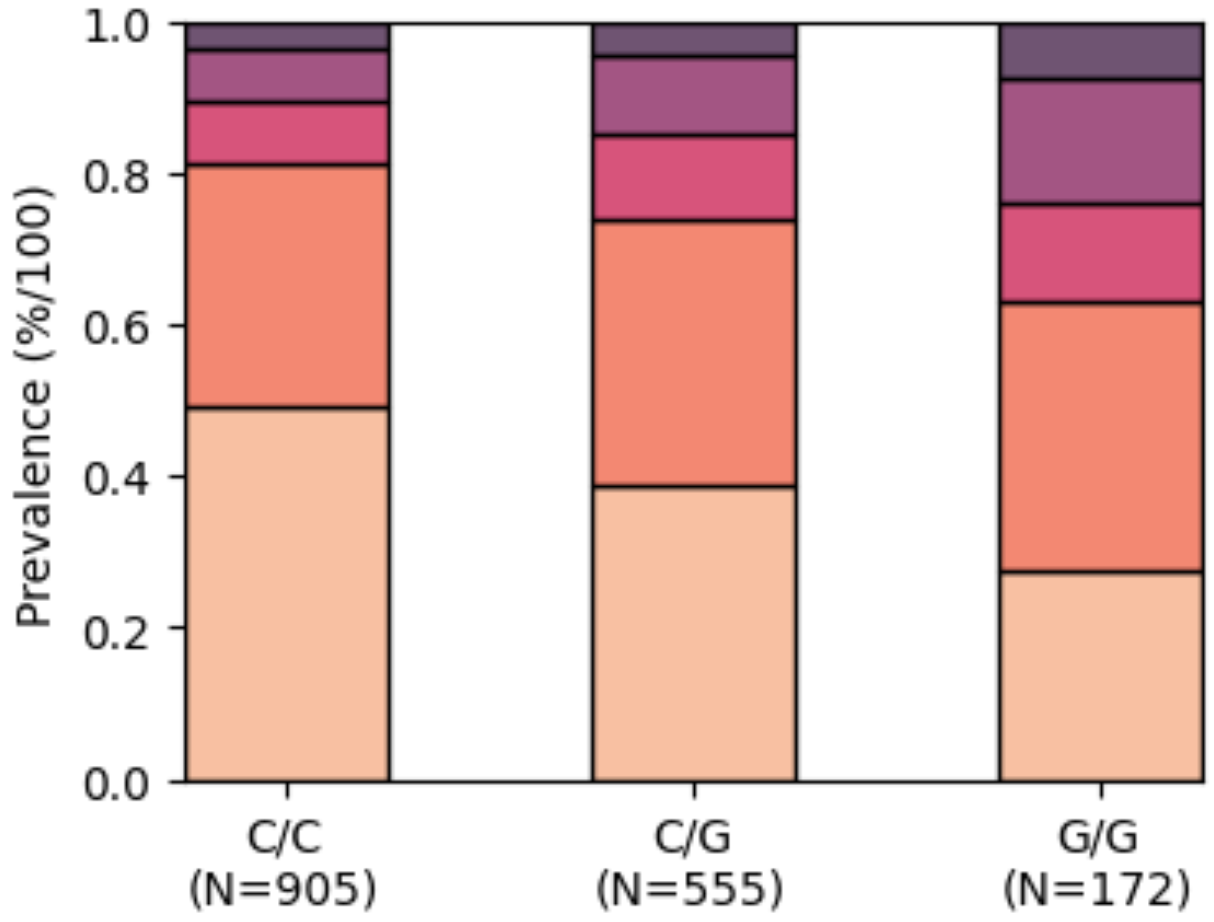 1.0
0.8
0.6
0.4
0.2
0.0
Prevalence (%/100)
C/C
(N=905)
C/G
(N=555)
G/G
(N=172)